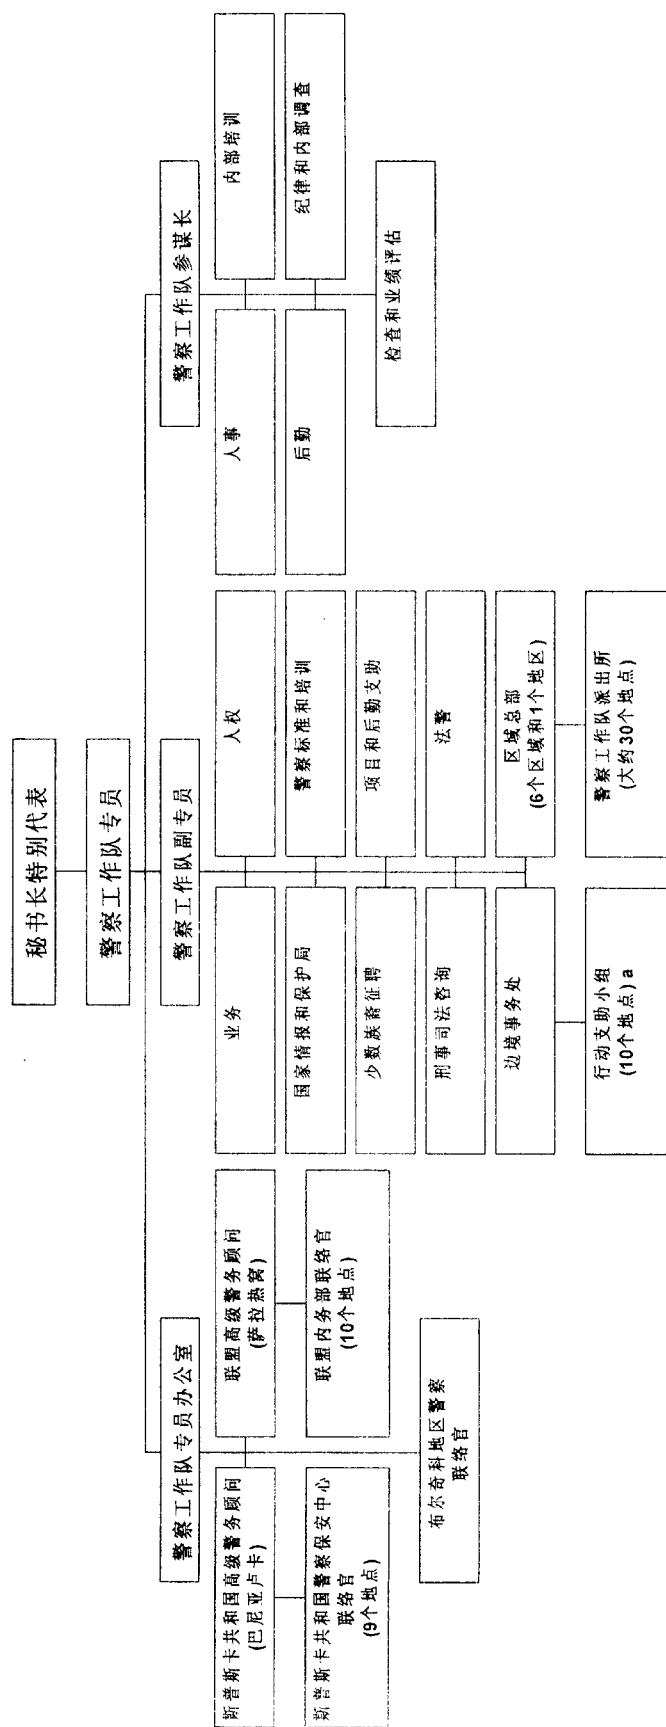 秘书长特别代表
警察工作队专员
警察工作队专员办公室
斯普斯卡共和国高级警务顾问
(巴尼亚卢卡)
联盟高级警务顾问
(萨拉热窝)
斯普斯卡共和国警察保安中心
联络官
(9个地点)
联盟内务部联络官
(10个地点)
布尔奇科地区警察
联络官
警察工作队副专员
业务
人权
国家情报和保护局
警察标准和培训
少数族裔征聘
项目和后勤支助
刑事司法咨询
法警
边境事务处
区域总部
(6个区域和1个地区)
行动支助小组
(10个地点) a
警察工作队派出所
(大约30个地点)
警察工作队参谋长
人事
内部培训
后勤
纪律和内部调查
检查和业绩评估